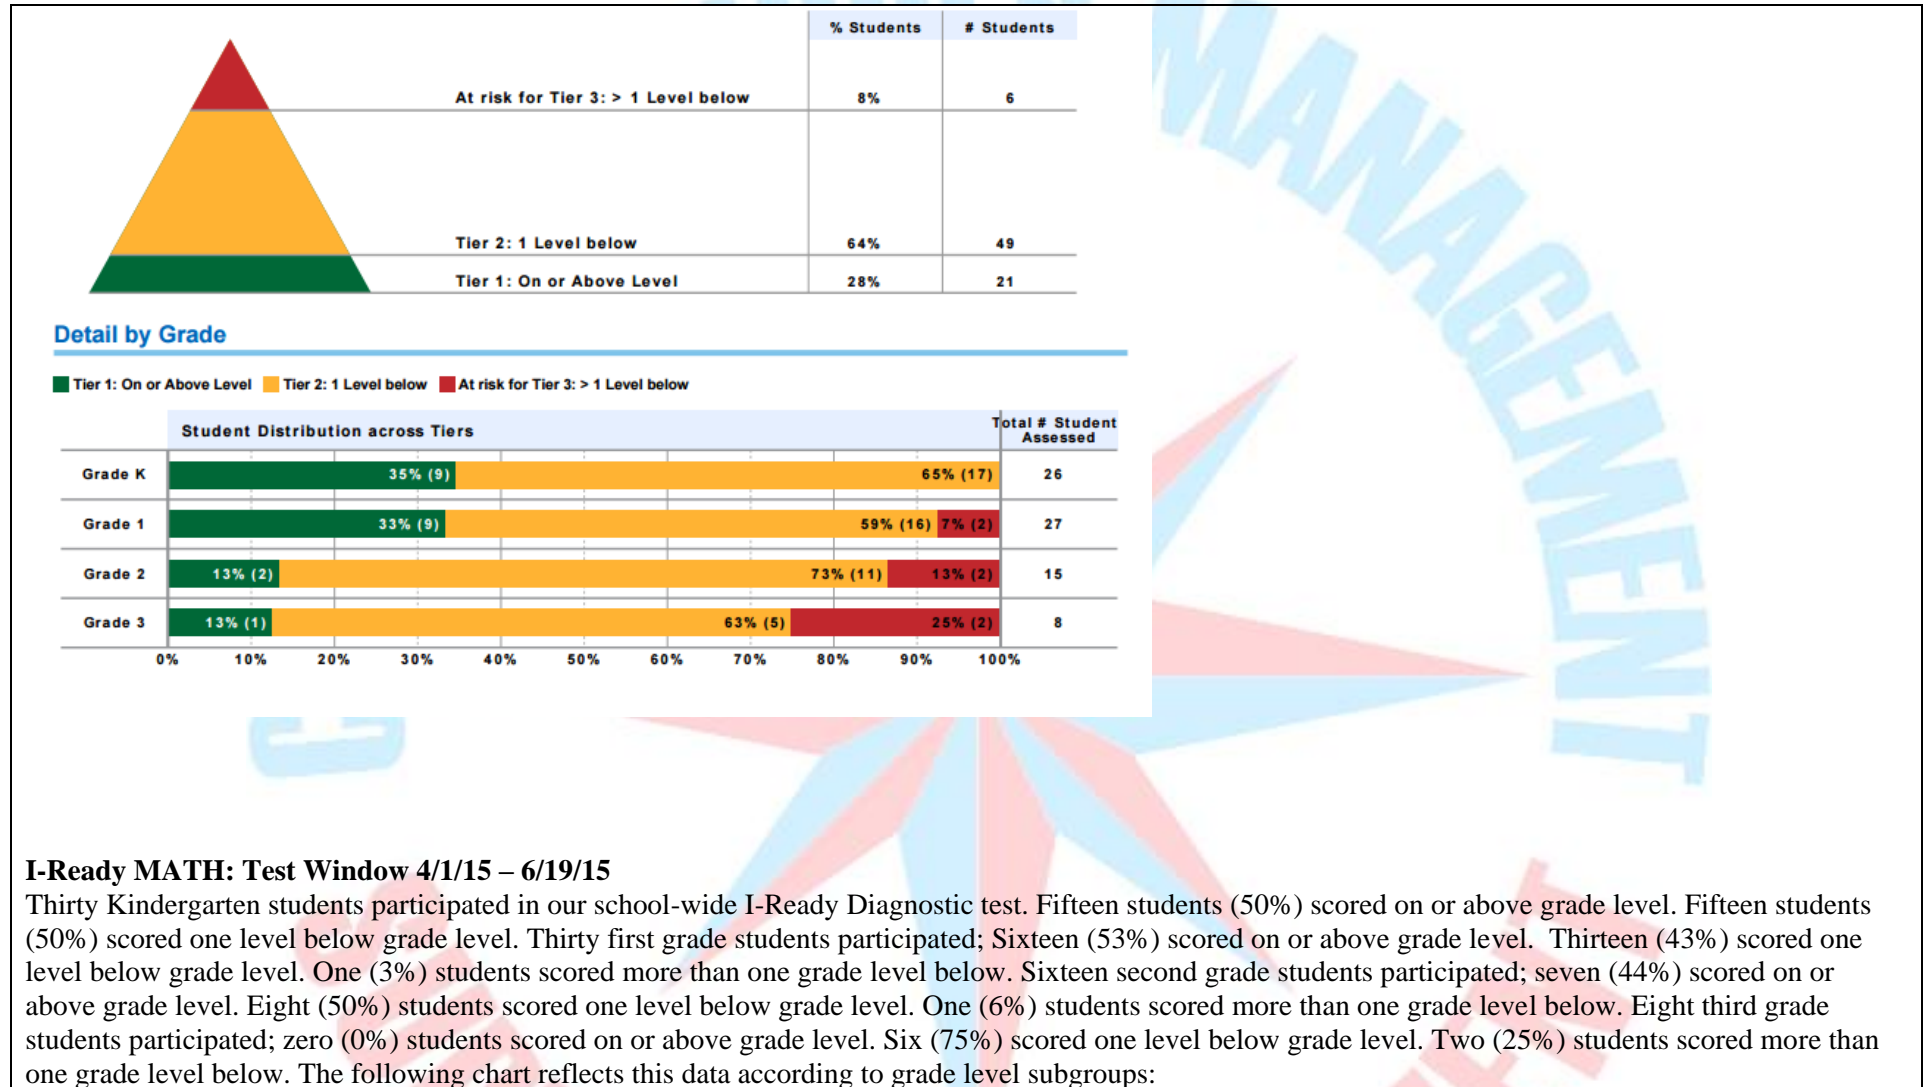 % Students # Students
At risk for Tier 3: > 1 Level below 8% 6
Tier 2: 1 Level below 64% 49
Tier 1: On or Above Level 28% 21
Detail by Grade
Tier 1: On or Above Level Tier 2: 1 Level below At risk for Tier 3: > 1 Level below
Student Distribution across Tiers Total # Student
Assessed
Grade K 35% (9) 65% (17) 26
Grade 1 33% (9) 59% (16) 7% (2) 27
Grade 2 13% (2) 73% (11) 13% (2) 15
Grade 3 13% (1) 63% (5) 25% (2) 8
0% 10% 20% 30% 40% 50% 60% 70% 80% 90% 100%
MANAGEMENT
I-Ready MATH: Test Window 4/1/15 – 6/19/15
Thirty Kindergarten students participated in our school-wide I-Ready Diagnostic test. Fifteen students (50%) scored on or above grade level. Fifteen students
(50%) scored one level below grade level. Thirty first grade students participated; Sixteen (53%) scored on or above grade level.  Thirteen (43%) scored one
level below grade level. One (3%) students scored more than one grade level below. Sixteen second grade students participated; seven (44%) scored on or
above grade level. Eight (50%) students scored one level below grade level. One (6%) students scored more than one grade level below. Eight third grade
students participated; zero (0%) students scored on or above grade level. Six (75%) scored one level below grade level. Two (25%) students scored more than
one grade level below. The following chart reflects this data according to grade level subgroups: